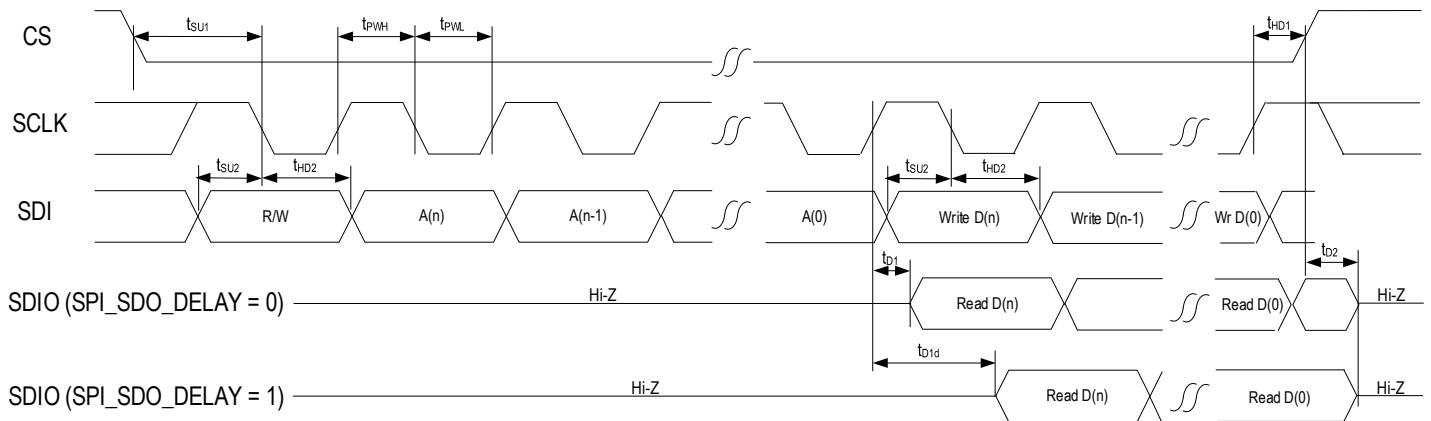 CS tSU1 tPWH tPWL tHD1
SCLK
tSU2 tHD2 tSU2 tHD2
SDI R/W A(n) A(n-1) A(0) Write D(n) Write D(n-1) Wr D(0)
tD1 tD2
SDIO (SPI_SDO_DELAY = 0) Hi-Z Read D(n) Read D(0) Hi-Z
tD1d
SDIO (SPI_SDO_DELAY = 1) Hi-Z Read D(n) Read D(0) Hi-Z